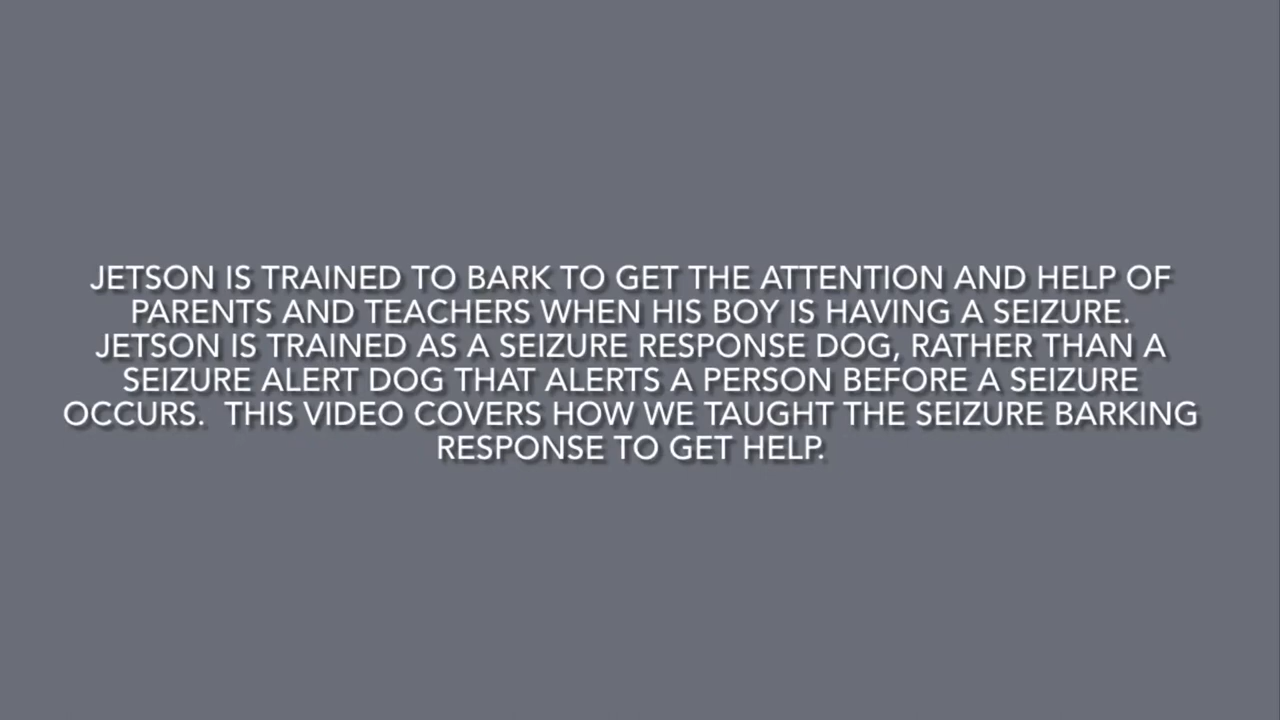 JETSON IS TRAINED TO BARK TO GET THE ATTENTION AND HELP OF
PARENTS AND TEACHERS WHEN HIS BOY IS HAVING A SEIZURE.
JETSON IS TRAINED AS A SEIZURE RESPONSE DOG, RATHER THAN A
SEIZURE ALERT DOG THAT ALERTS A PERSON BEFORE A SEIZURE
OCCURS.  THIS VIDEO COVERS HOW WE TAUGHT THE SEIZURE BARKING
RESPONSE TO GET HELP.